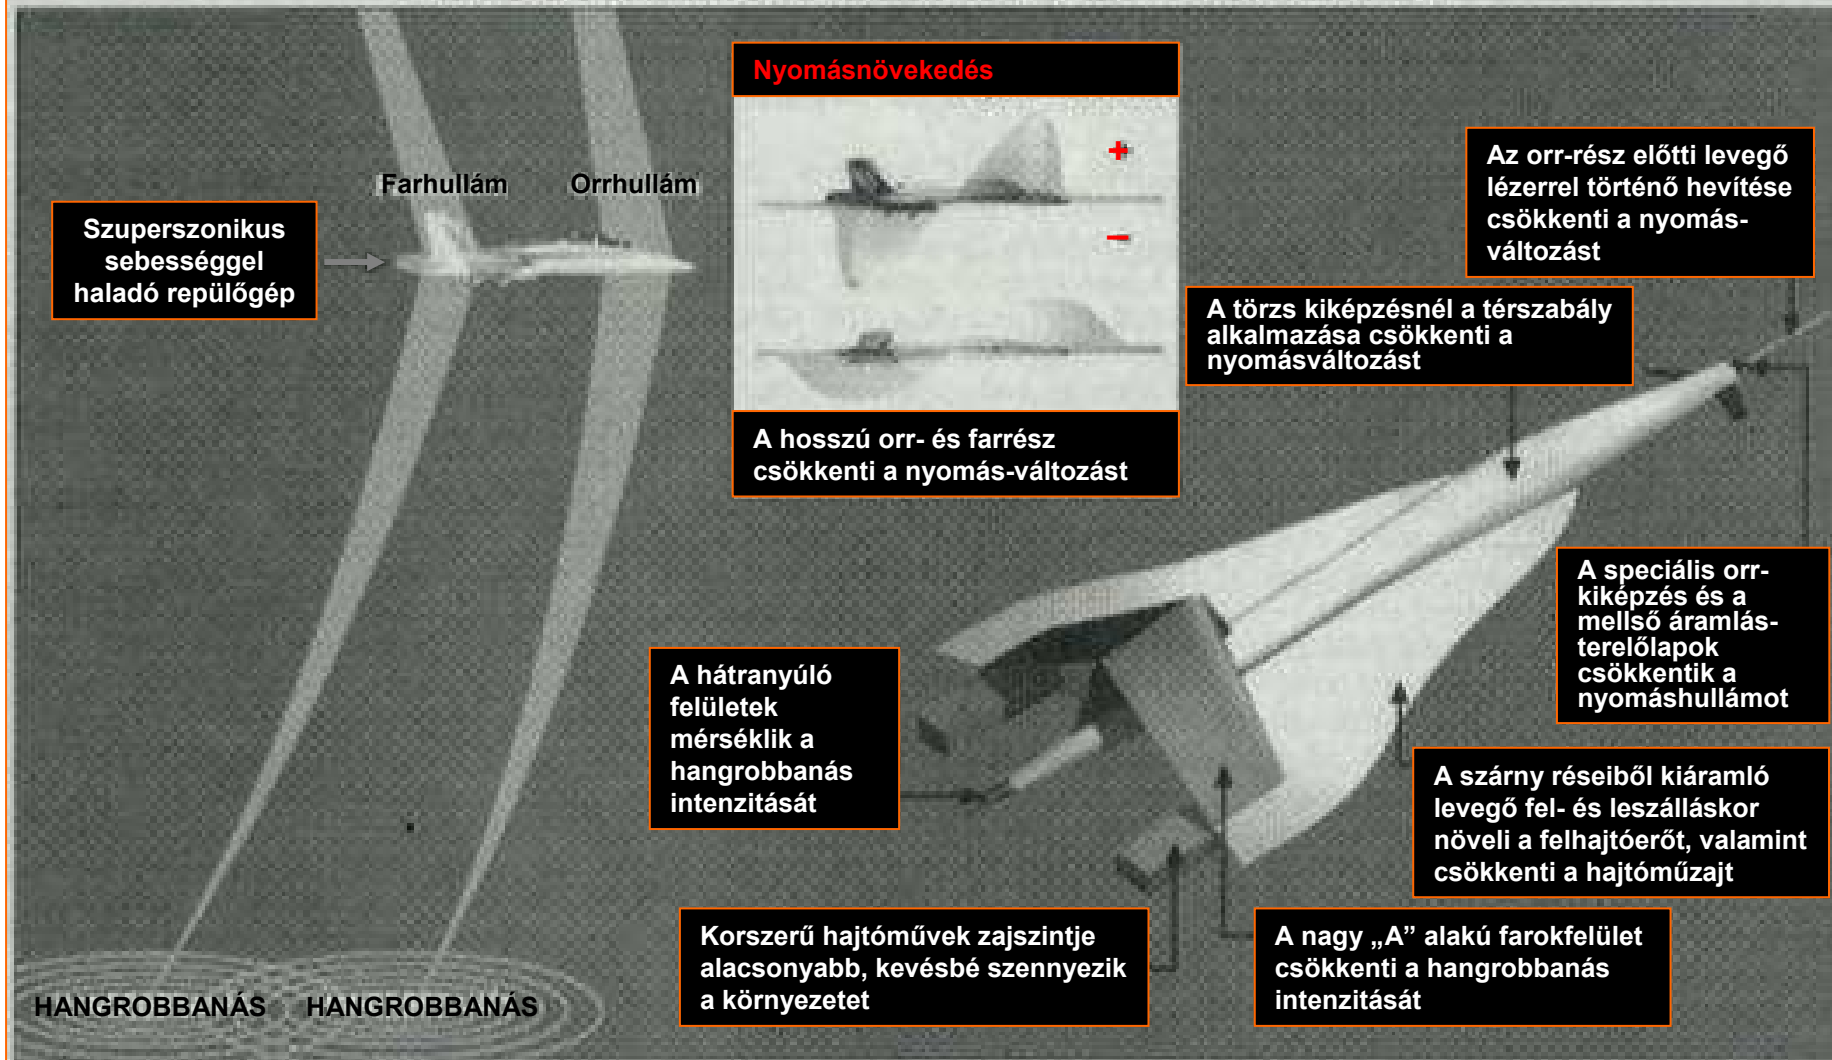 Nyomásnövekedés
+
–
Az orr-rész előtti levegő
lézerrel történő hevítése
csökkenti a nyomás-
változást
Farhullám
Orrhullám
Szuperszonikus
sebességgel
haladó repülőgép
A törzs kiképzésnél a térszabály
alkalmazása csökkenti a
nyomásváltozást
A hosszú orr- és farrész
csökkenti a nyomás-változást
A speciális orr-
kiképzés és a
mellső áramlás-
terelőlapok
csökkentik a
nyomáshullámot
A hátranyúló
felületek
mérséklik a
hangrobbanás
intenzitását
A szárny réseiből kiáramló
levegő fel- és leszálláskor
növeli a felhajtóerőt, valamint
csökkenti a hajtóműzajt
Korszerű hajtóművek zajszintje
alacsonyabb, kevésbé szennyezik
a környezetet
A nagy „A” alakú farokfelület
csökkenti a hangrobbanás
intenzitását
HANGROBBANÁS
HANGROBBANÁS